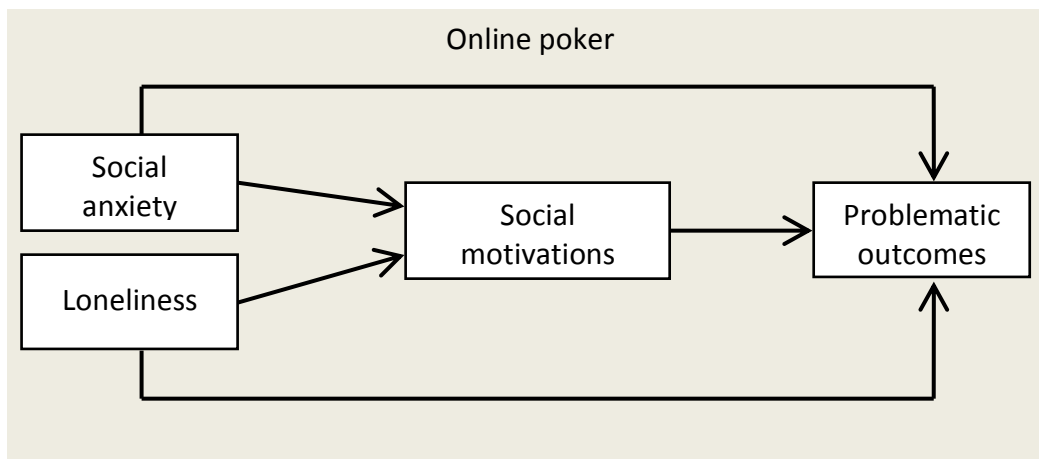 Online poker
Social
anxiety
Loneliness
Social
motivations
Problematic
outcomes